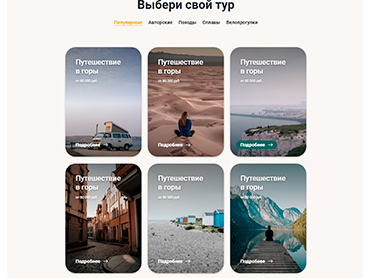 Выбери свой тур
Популярные Авторские Походы Сплавы Велопрогулки
Путешествие
в горы
от 80 000 руб
Подробнее →
Путешествие
в горы
от 80 000 руб
Подробнее →
Путешествие
в горы
от 80 000 руб
Подробнее →
Путешествие
в горы
от 80 000 руб
Подробнее →
Путешествие
в горы
от 80 000 руб
Подробнее →
Путешествие
в горы
от 80 000 руб
Подробнее →